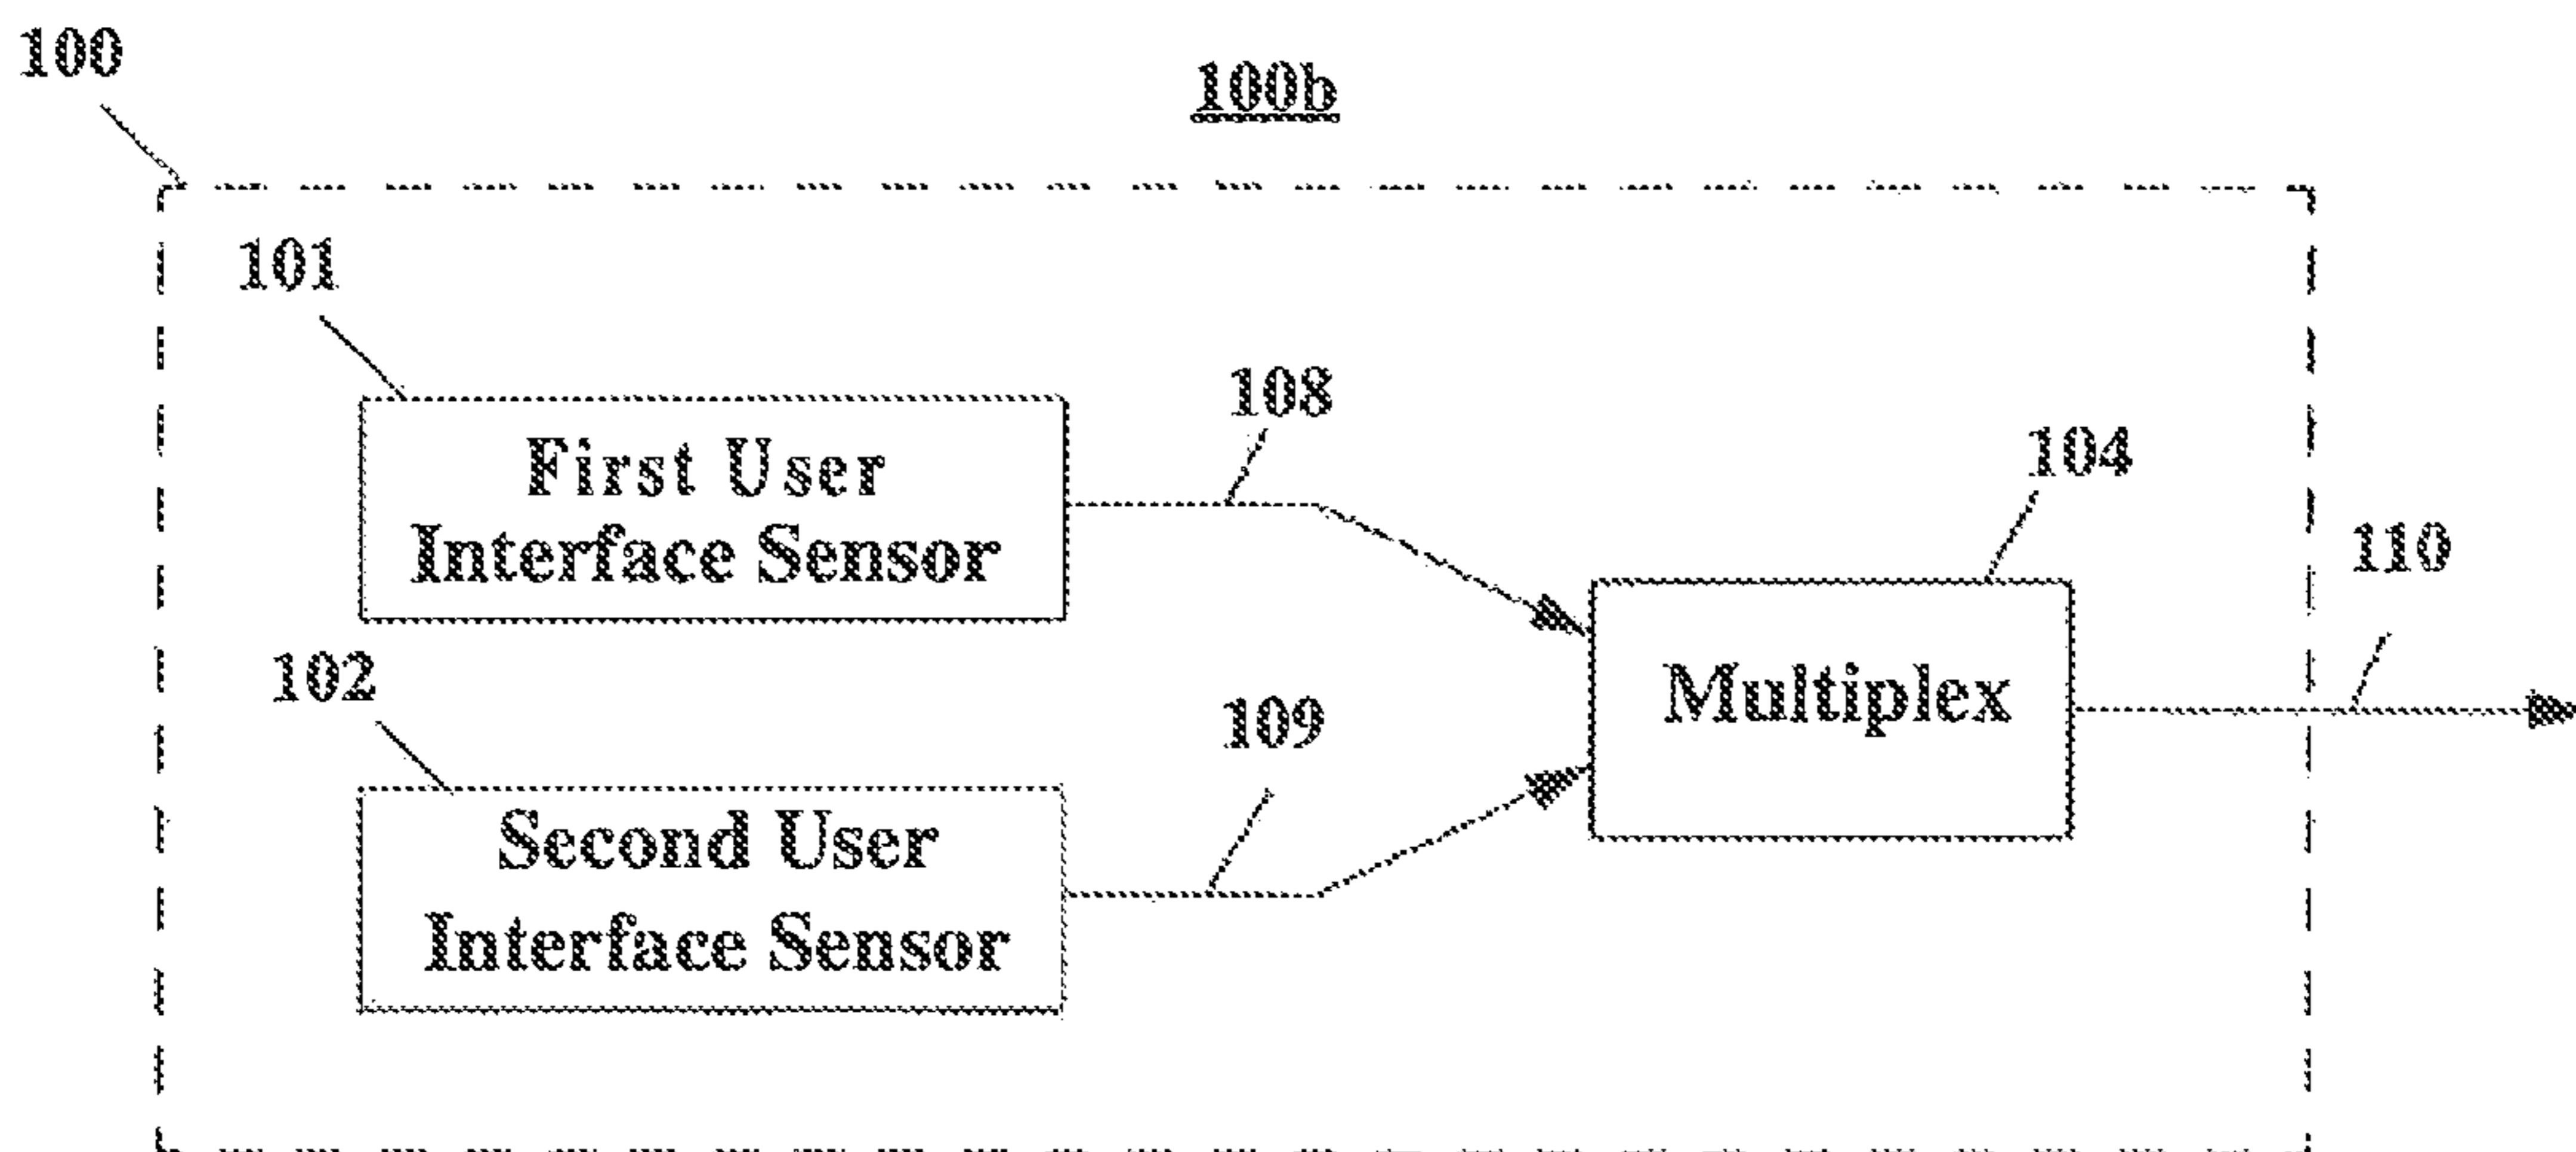 100
100b
101
108
First User
Interface Sensor
104
110
102
109
Multiplex
Second User
Interface Sensor